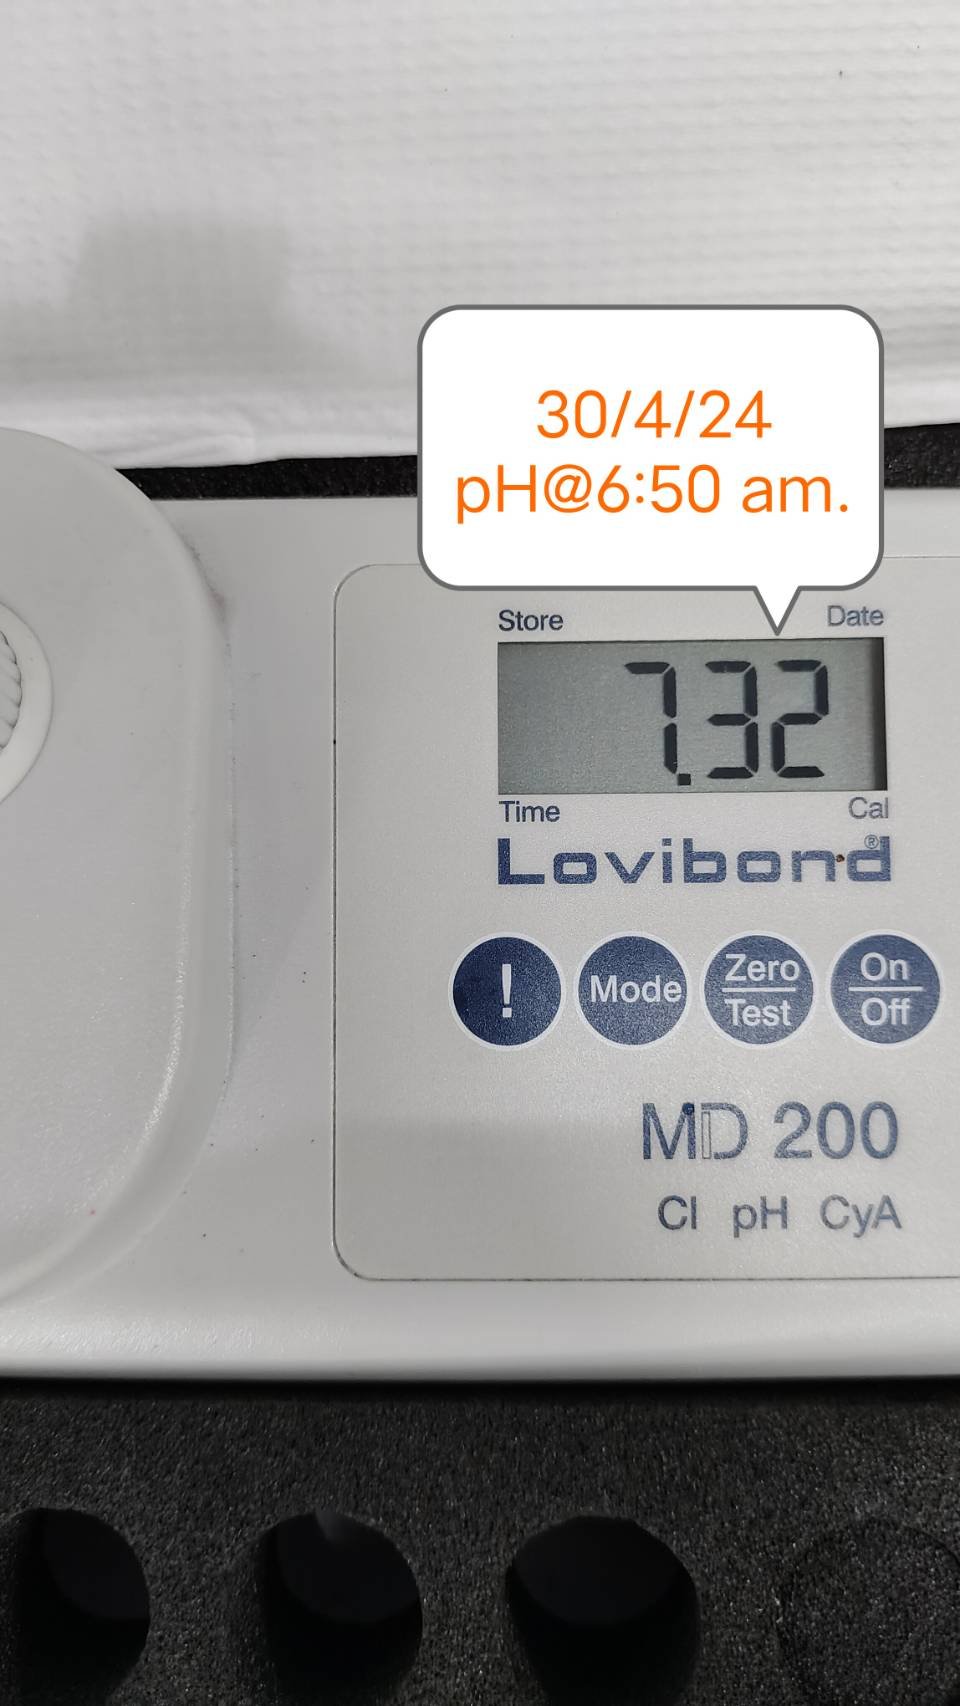 30/4/24
pH@6:50 am.
Store Date
7.32
Time Cal
Lovibond®
! Mode Zero Test On Off
MD 200
Cl pH CyA